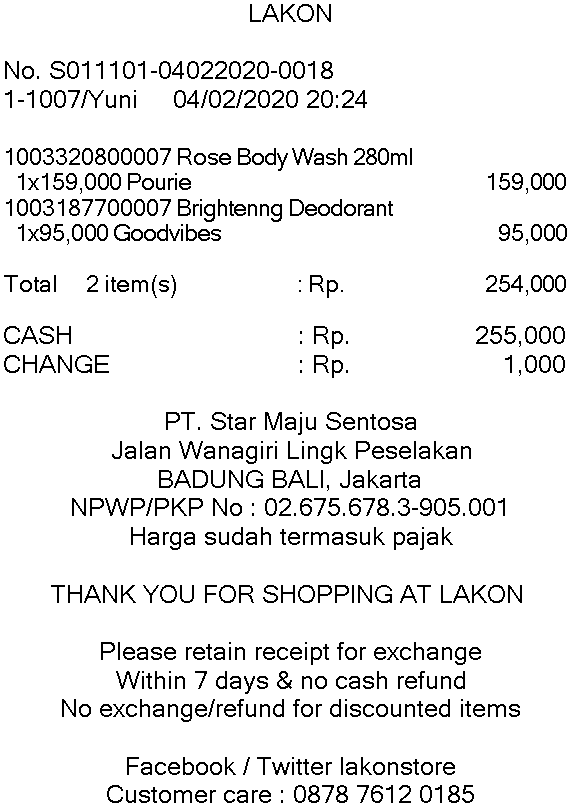 LAKON
No. S011101-04022020-0018
1-1007/Yuni 04/02/2020 20:24
1003320800007 Rose Body Wash 280ml
1x159,000 Pourie 159,000
1003187700007 Brightenng Deodorant
1x95,000 Goodvibes 95,000
Total 2 item(s) : Rp. 254,000
CASH : Rp. 255,000
CHANGE : Rp. 1,000
PT. Star Maju Sentosa
Jalan Wanagiri Lingk Peselakan
BADUNG BALI, Jakarta
NPWP/PKP No : 02.675.678.3-905.001
Harga sudah termasuk pajak
THANK YOU FOR SHOPPING AT LAKON
Please retain receipt for exchange
Within 7 days & no cash refund
No exchange/refund for discounted items
Facebook / Twitter lakonstore
Customer care : 0878 7612 0185